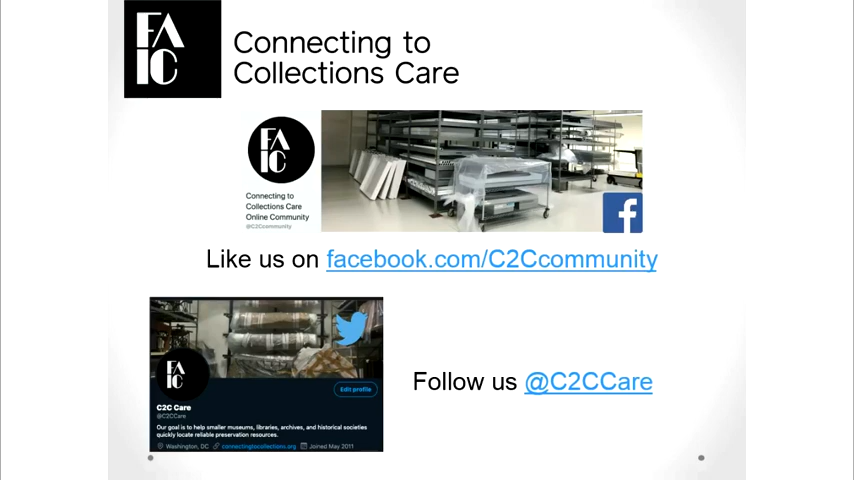 FA
IC
Connecting to
Collections Care
FA
IC
Connecting to
Collections Care
Online Community
@C2Ccommunity
f
Like us on facebook.com/C2Ccommunity
FA
IC
Edit profile
C2C Care
@C2CCare
Our goal is to help smaller museums, libraries, archives, and historical societies
quickly locate reliable preservation resources.
Washington, DC connectingtocollections.org Joined May 2011
Follow us @C2CCare